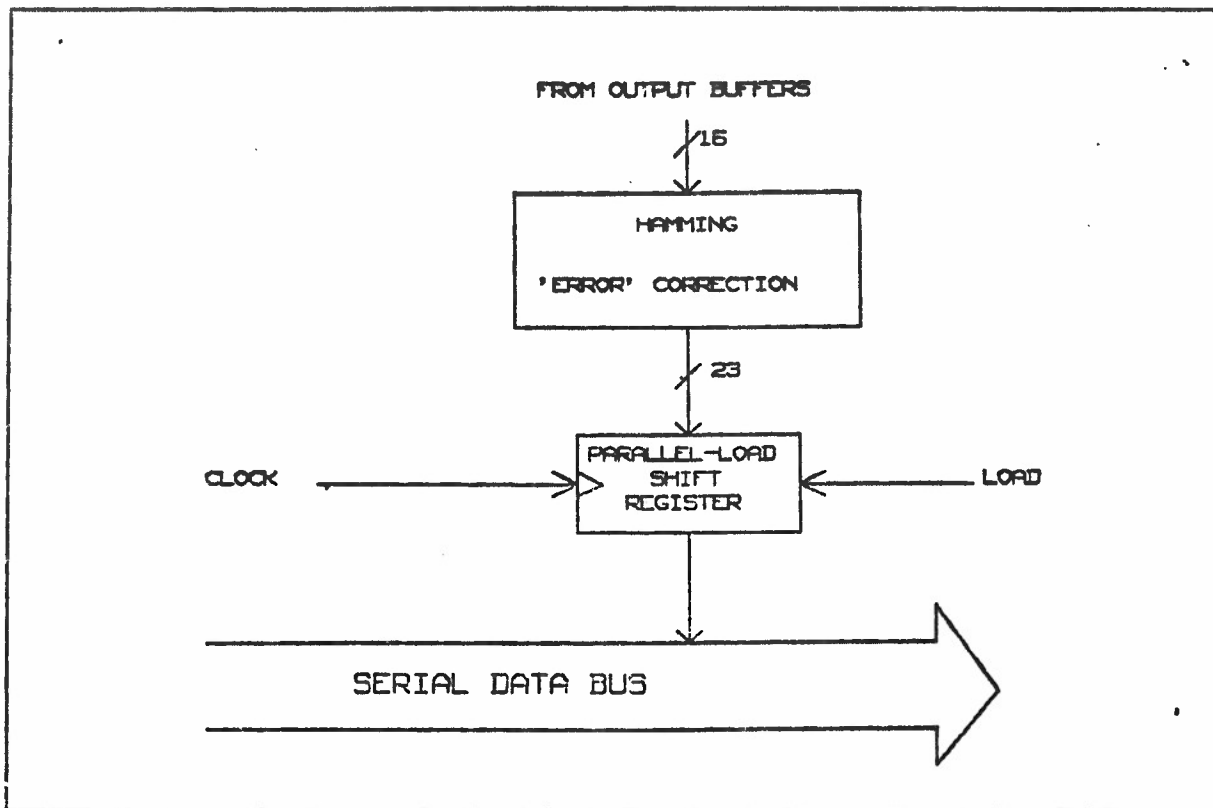 FROM OUTPUT BUFFERS
16
HAMMING
'ERROR' CORRECTION
23
PARALLEL-LOAD
SHIFT
REGISTER
CLOCK
LOAD
SERIAL DATA BUS